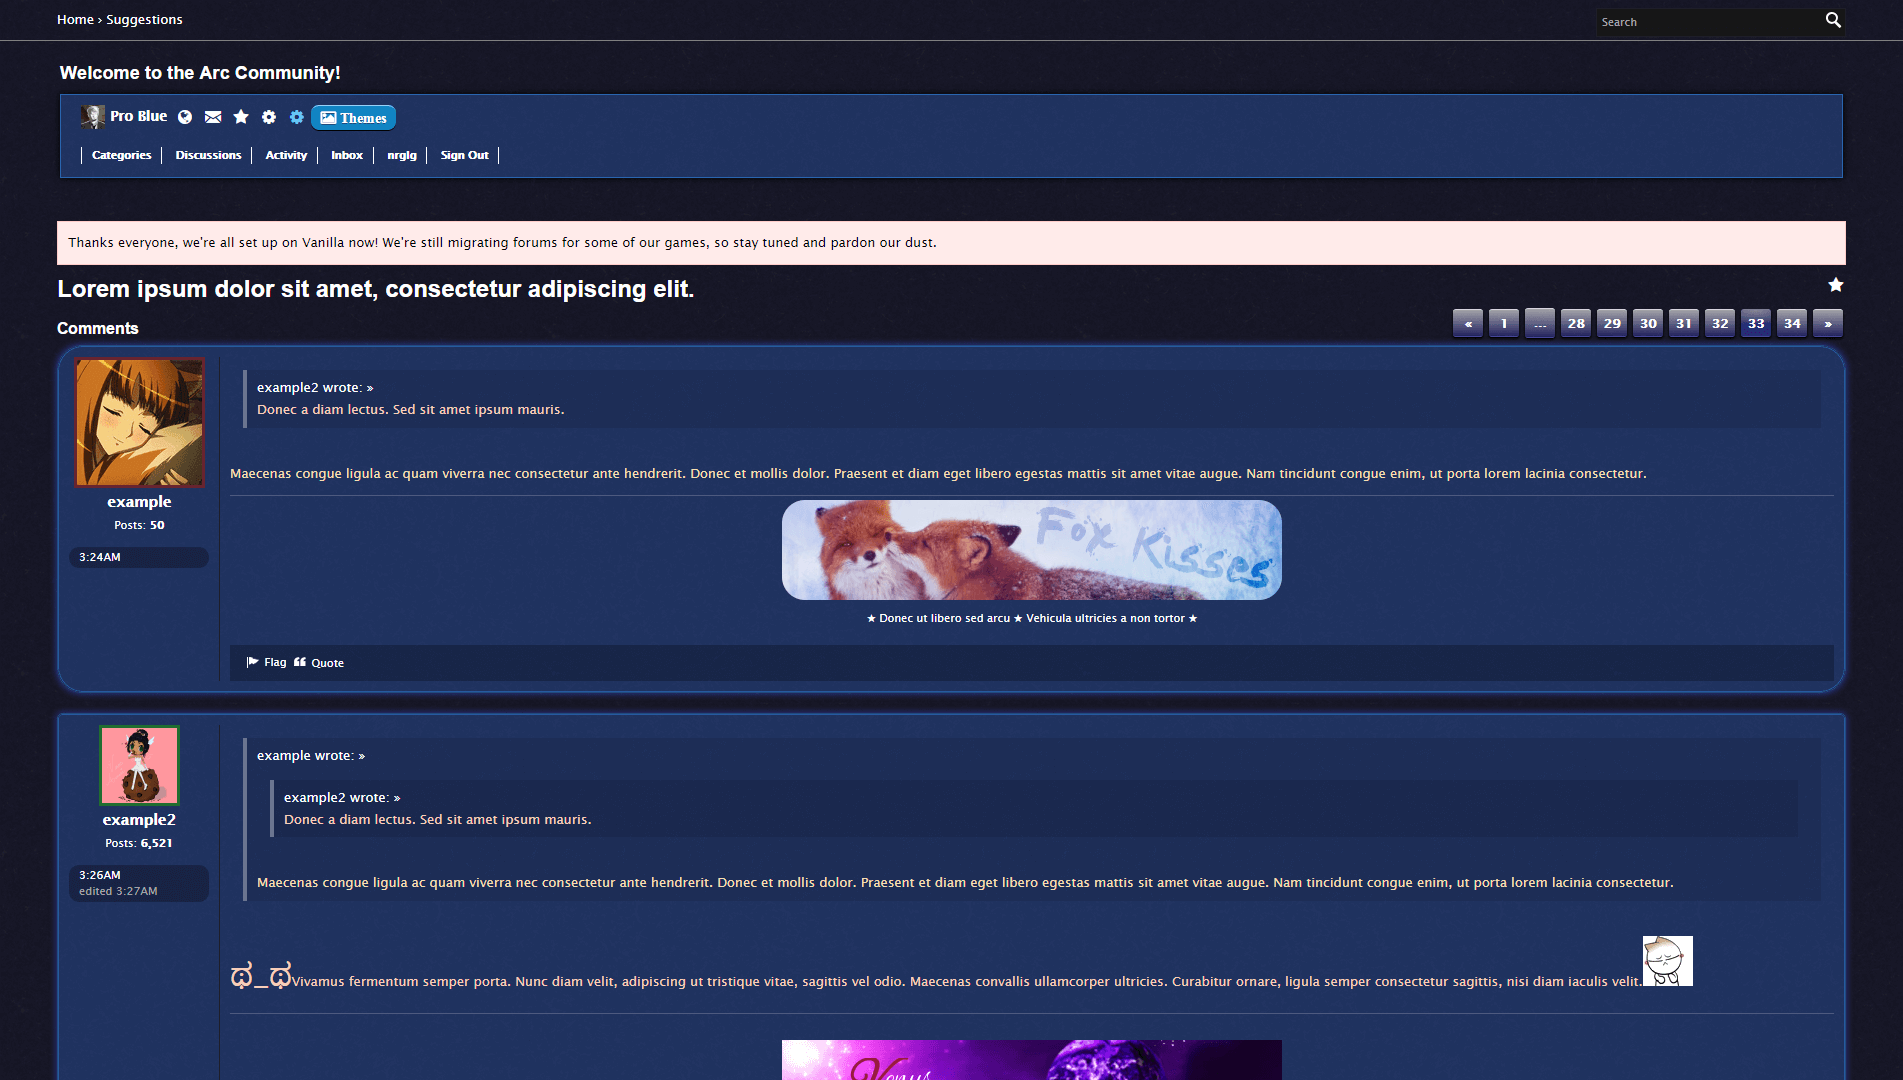 Home › Suggestions
Search
Welcome to the Arc Community!
Pro Blue
Themes
Categories
Discussions
Activity
Inbox
nrglg
Sign Out
Thanks everyone, we're all set up on Vanilla now! We're still migrating forums for some of our games, so stay tuned and pardon our dust.
Lorem ipsum dolor sit amet, consectetur adipiscing elit.
Comments
« 1 ... 28 29 30 31 32 33 34 »
example2 wrote: »
Donec a diam lectus. Sed sit amet ipsum mauris.
Maecenas congue ligula ac quam viverra nec consectetur ante hendrerit. Donec et mollis dolor. Praesent et diam eget libero egestas mattis sit amet vitae augue. Nam tincidunt congue enim, ut porta lorem lacinia consectetur.
example
Posts: 50
3:24AM
Fox Kisses
★ Donec ut libero sed arcu ★ Vehicula ultricies a non tortor ★
Flag Quote
example wrote: »
example2 wrote: »
Donec a diam lectus. Sed sit amet ipsum mauris.
Maecenas congue ligula ac quam viverra nec consectetur ante hendrerit. Donec et mollis dolor. Praesent et diam eget libero egestas mattis sit amet vitae augue. Nam tincidunt congue enim, ut porta lorem lacinia consectetur.
example2
Posts: 6,521
3:26AM
edited 3:27AM
ಥ_ಥVivamus fermentum semper porta. Nunc diam velit, adipiscing ut tristique vitae, sagittis vel odio. Maecenas convallis ullamcorper ultricies. Curabitur ornare, ligula semper consectetur sagittis, nisi diam iaculis velit.
Venus